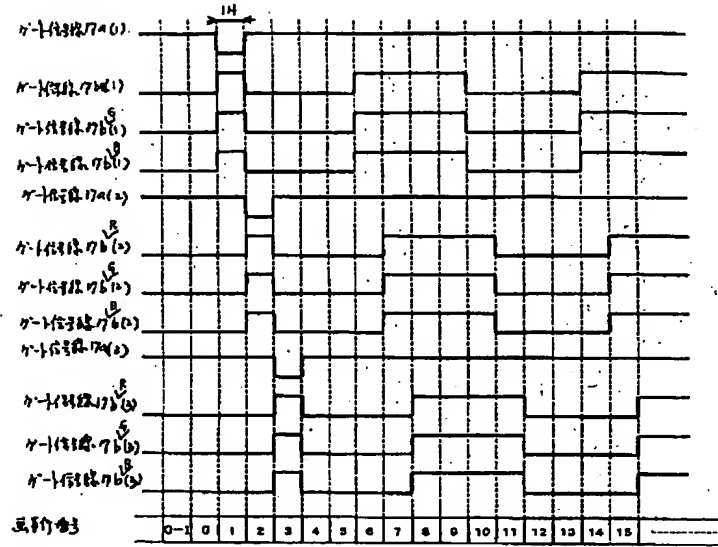 1H
ゲート信号線17a(1)
ゲート信号線17b(1)
G
ゲート信号線17b(1)
B
ゲート信号線17b(1)
ゲート信号線17a(2)
R
ゲート信号線17b(2)
G
ゲート信号線17b(2)
B
ゲート信号線17b(2)
ゲート信号線17a(3)
R
ゲート信号線17b(3)
G
ゲート信号線17b(3)
B
ゲート信号線17b(3)
画素行番号 0-1 0 1 2 3 4 5 6 7 8 9 10 11 12 13 14 15